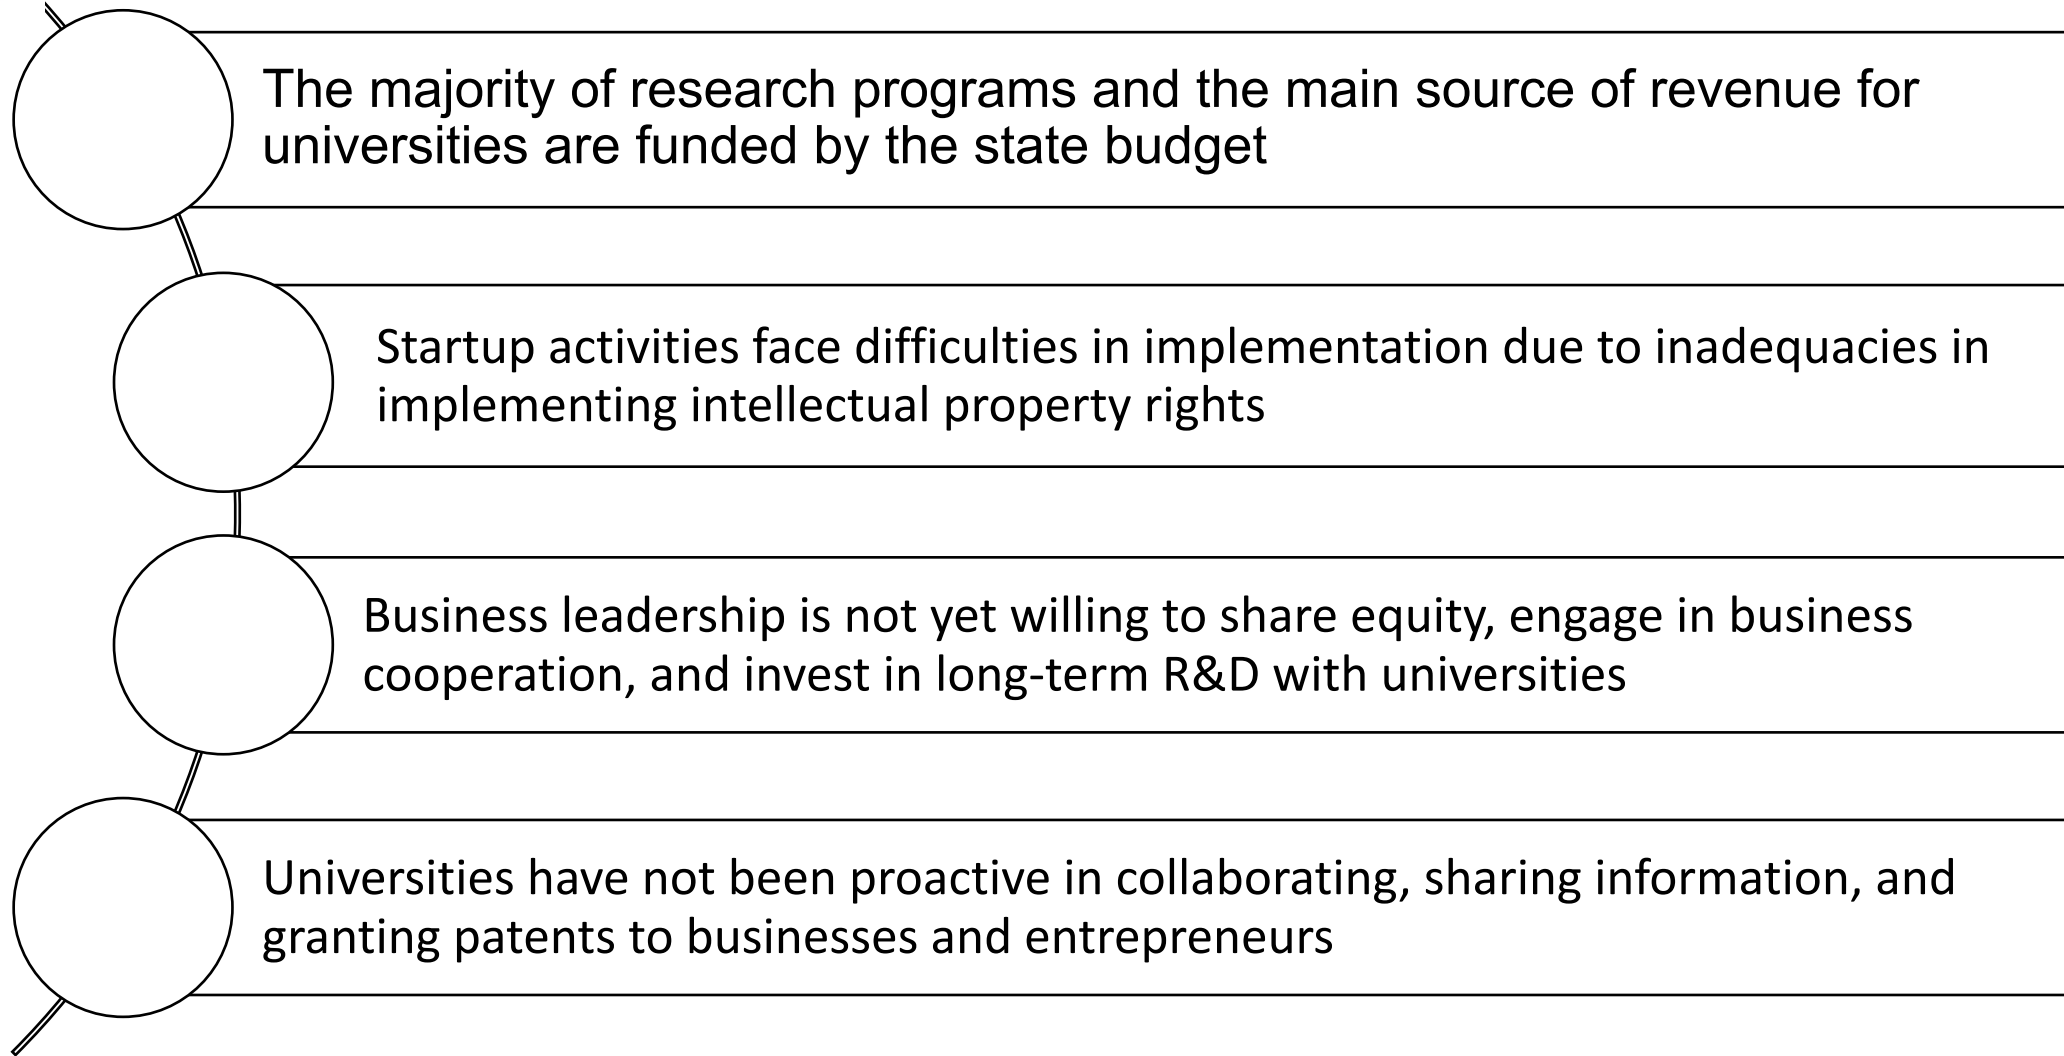 The majority of research programs and the main source of revenue for
universities are funded by the state budget
Startup activities face difficulties in implementation due to inadequacies in
implementing intellectual property rights
Business leadership is not yet willing to share equity, engage in business
cooperation, and invest in long-term R&D with universities
Universities have not been proactive in collaborating, sharing information, and
granting patents to businesses and entrepreneurs